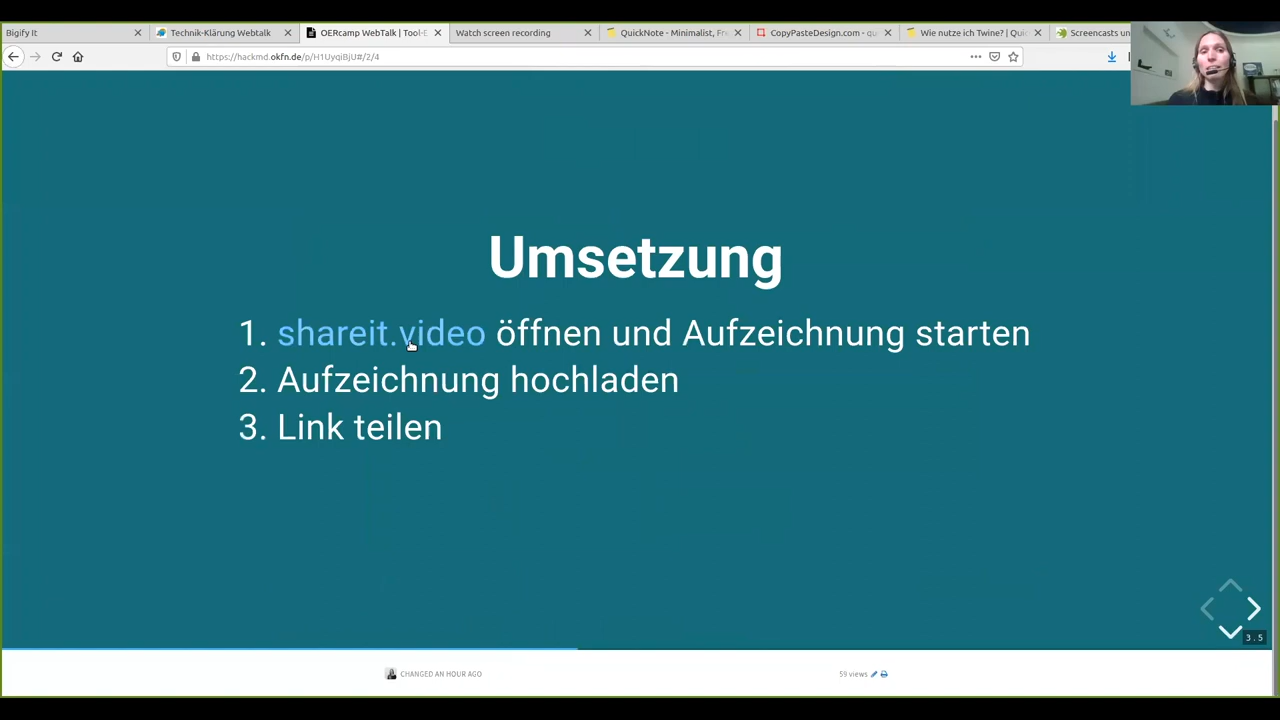 Bigify It
Technik-Klärung Webtalk
OERcamp WebTalk | Tool-E
Watch screen recording
QuickNote - Minimalist, Fre
CopyPasteDesign.com - qu
Wie nutze ich Twine? | Quic
Screencasts un
https://hackmd.okfn.de/p/H1UyqiBjU#/2/4
Umsetzung
1. shareit.video öffnen und Aufzeichnung starten
2. Aufzeichnung hochladen
3. Link teilen
3.5
CHANGED AN HOUR AGO
59 views